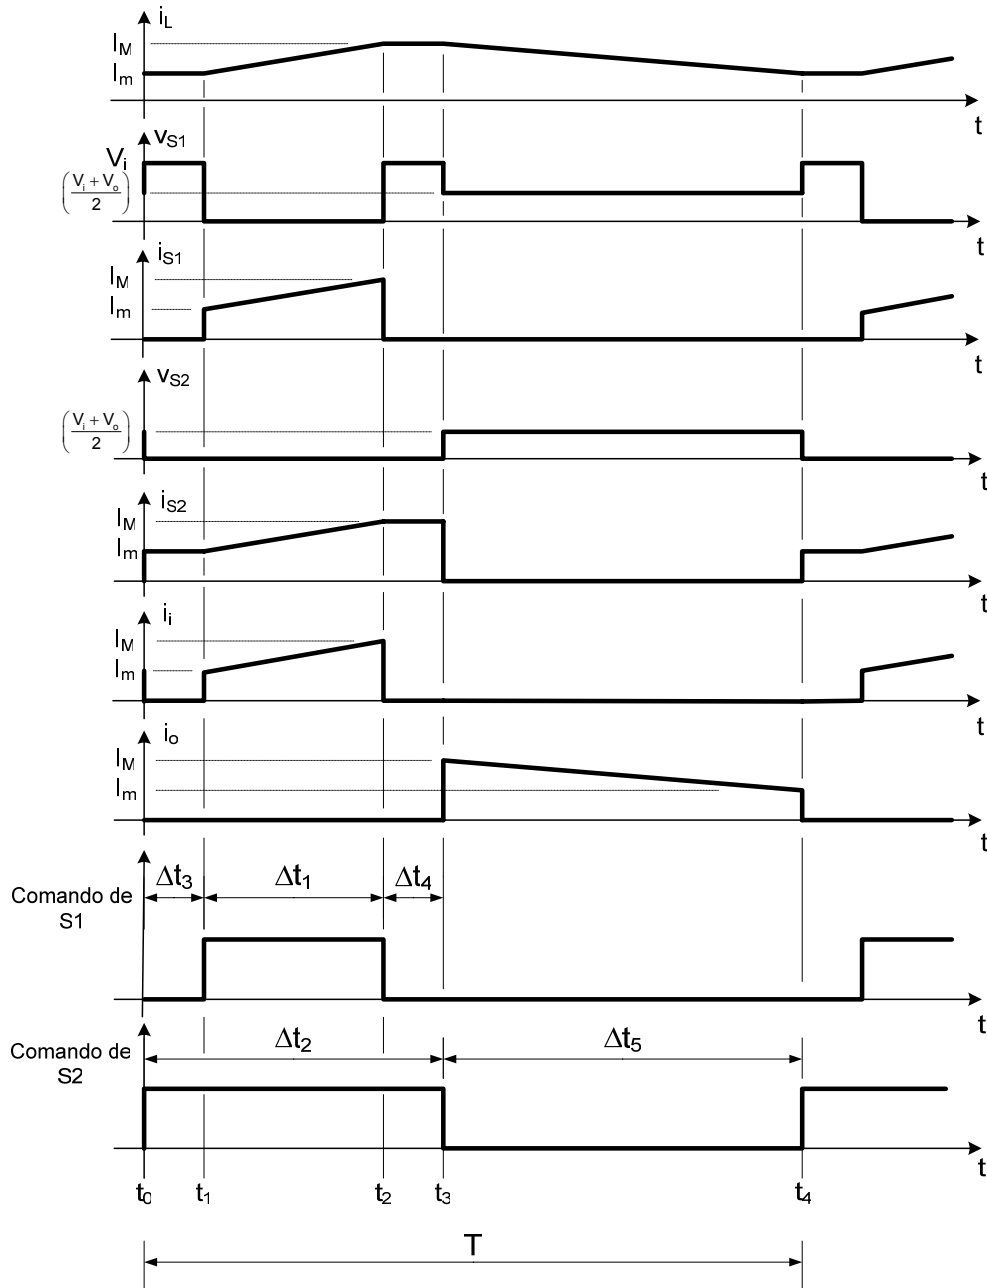 i_L
I_M
I_m
t
v_S1
V_i
((V_i + V_o)/2)
t
i_S1
I_M
I_m
t
v_S2
((V_i + V_o)/2)
t
i_S2
I_M
I_m
t
i_i
I_M
I_m
t
i_o
I_M
I_m
t
Δt_3 Δt_1 Δt_4
Comando de
S1
t
Δt_2 Δt_5
Comando de
S2
t
t_0 t_1 t_2 t_3 t_4
T